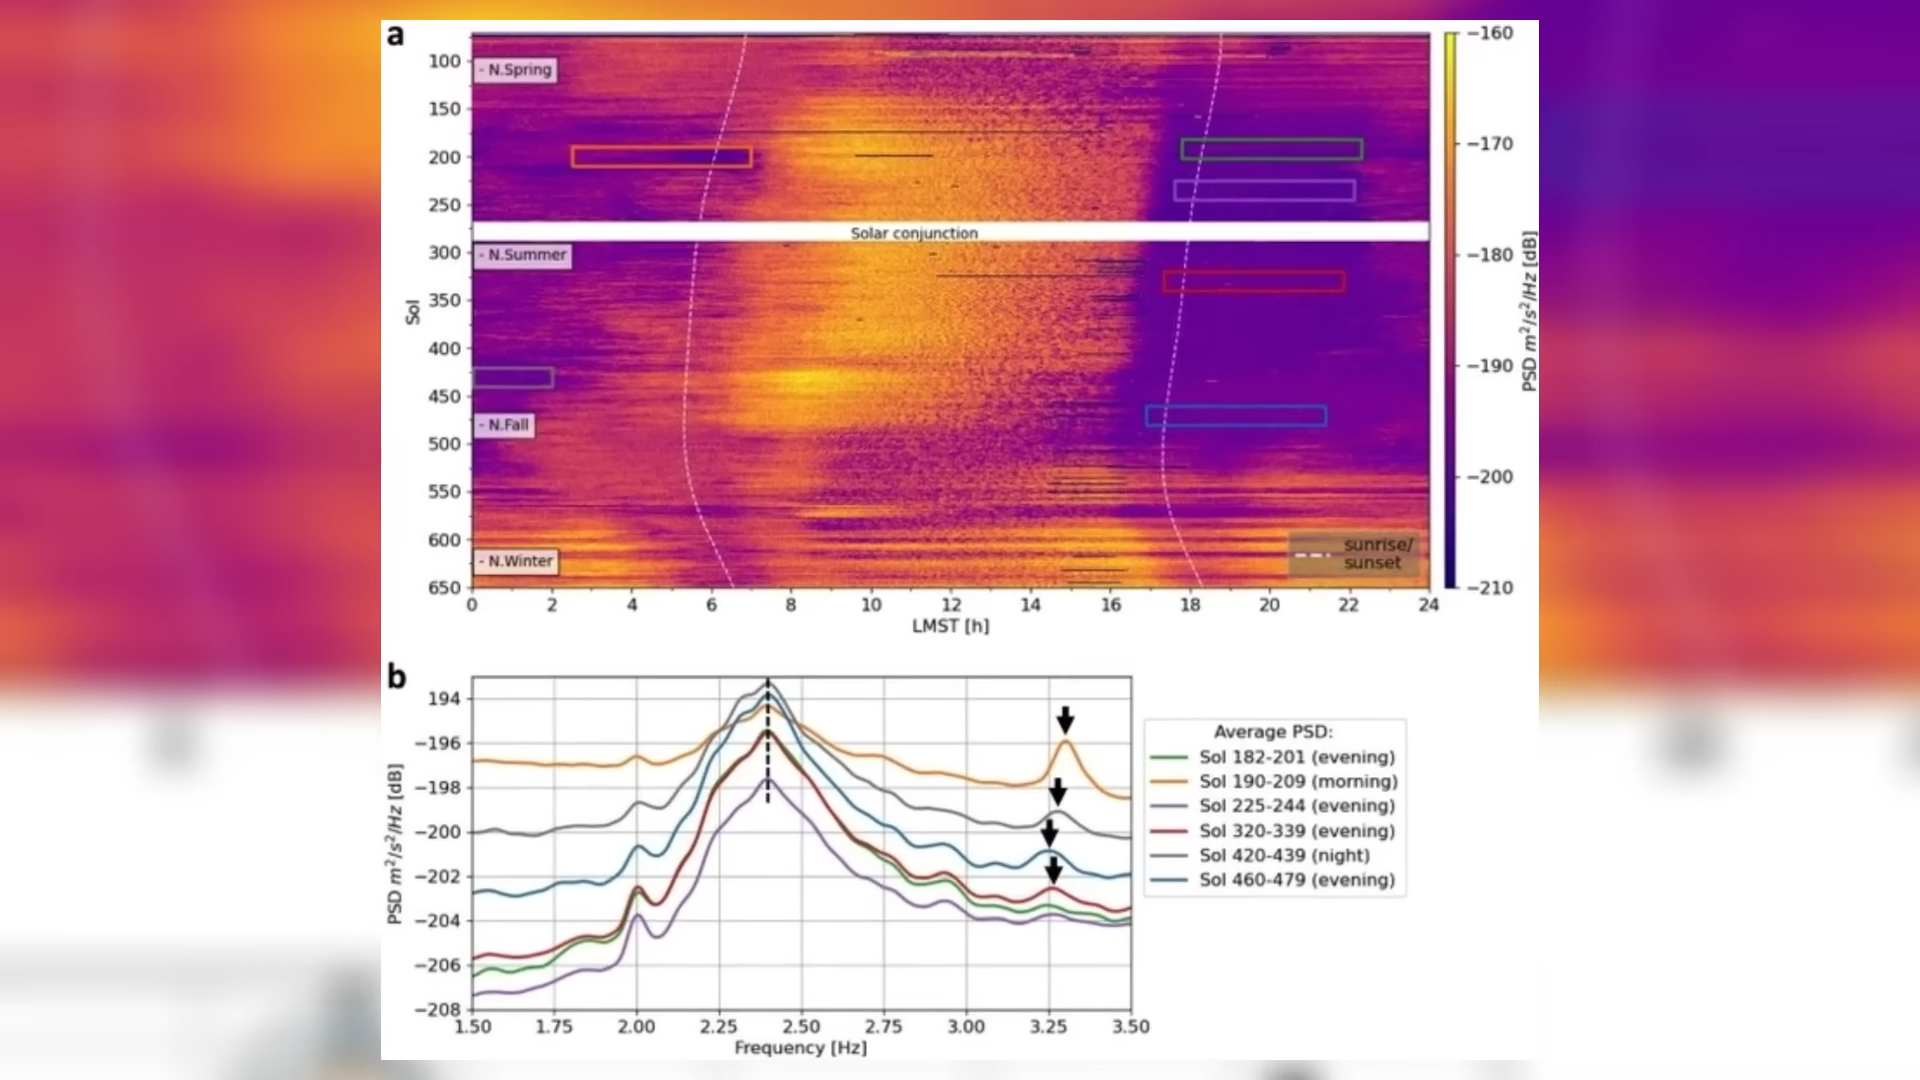 a
100
150
200
250
300
350
400
450
500
550
600
650
Sol
- N.Spring
Solar conjunction
- N.Summer
- N.Fall
- N.Winter
sunrise/
sunset
0 2 4 6 8 10 12 14 16 18 20 22 24
LMST [h]
−160
−170
−180
−190
−200
−210
PSD m²/s²/Hz [dB]
b
194
−196
−198
−200
−202
−204
−206
−208
PSD m²/s²/Hz [dB]
1.50 1.75 2.00 2.25 2.50 2.75 3.00 3.25 3.50
Frequency [Hz]
Average PSD:
Sol 182-201 (evening)
Sol 190-209 (morning)
Sol 225-244 (evening)
Sol 320-339 (evening)
Sol 420-439 (night)
Sol 460-479 (evening)